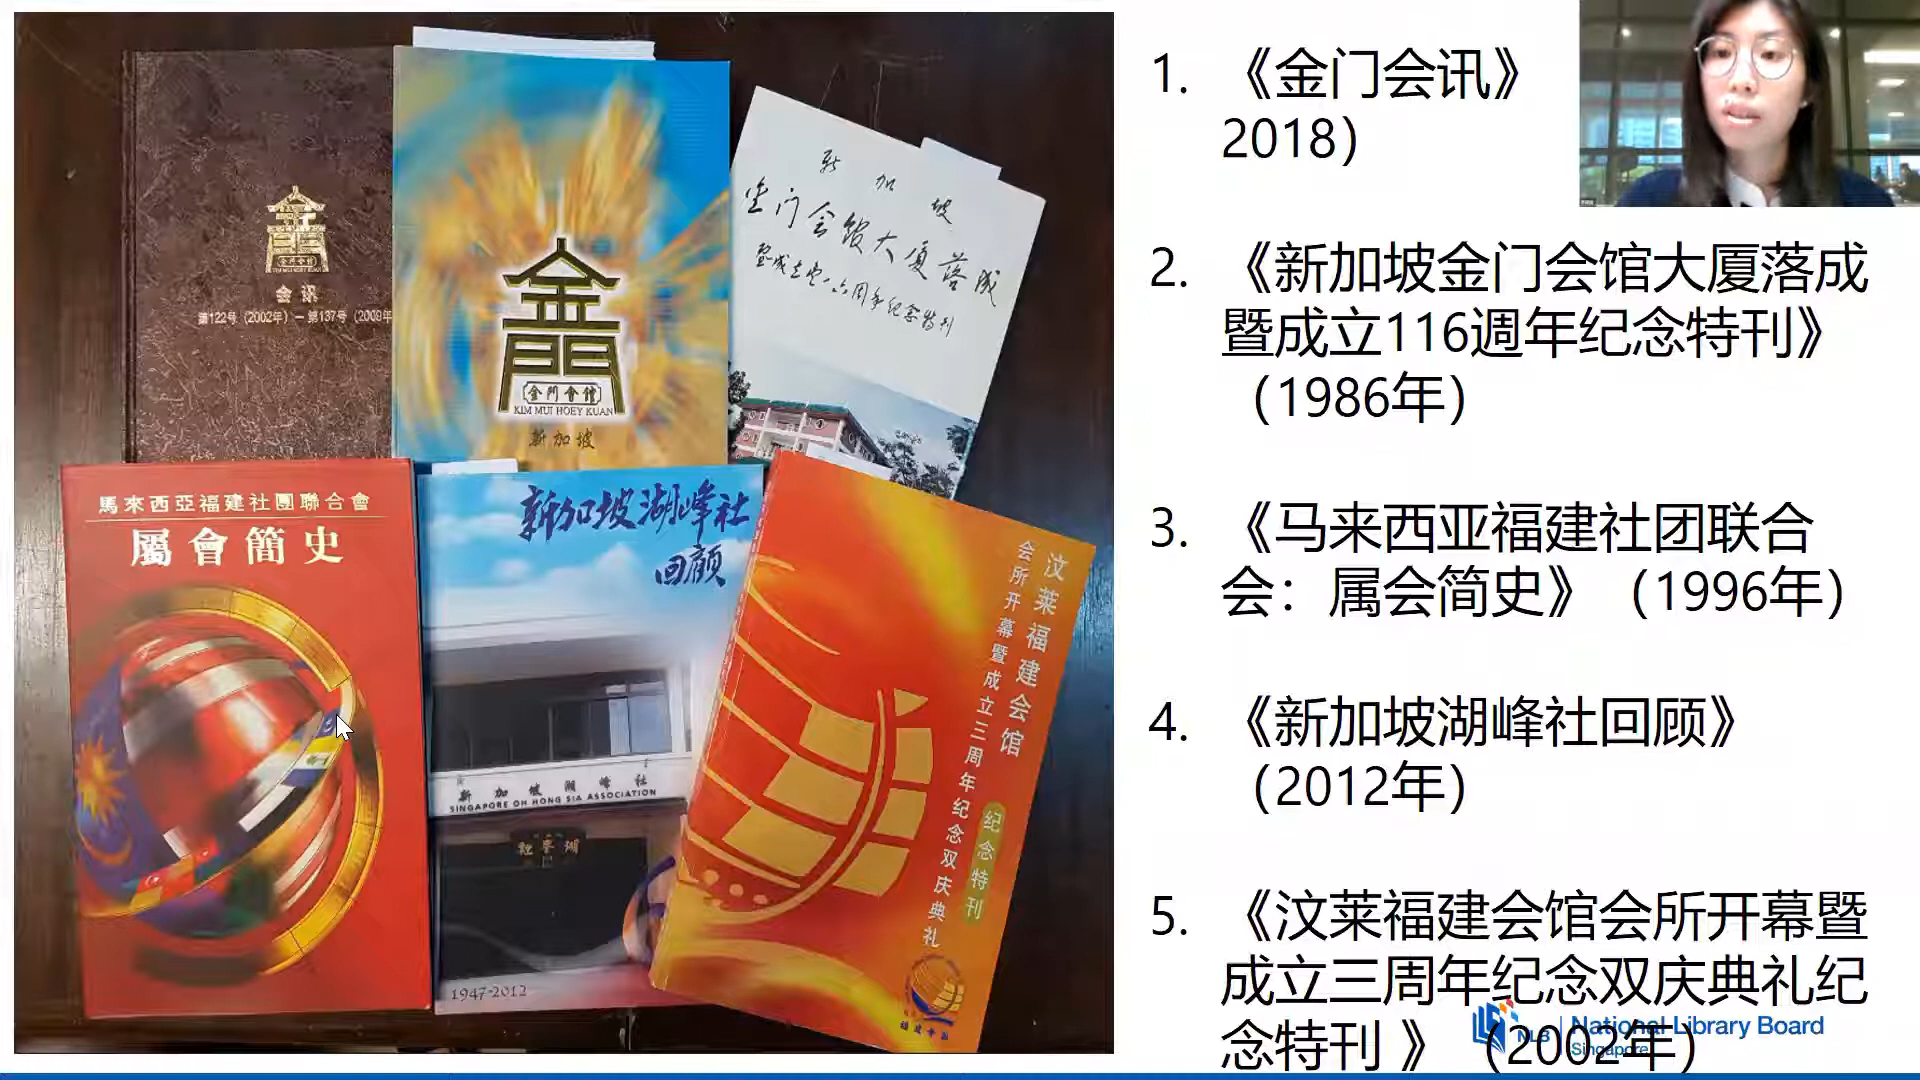 金門會館
KIM MUI HOEY KUAN
会讯
第122号（2002年）—第137号（2009年
金門
金門會館
KIM MUI HOEY KUAN
新加坡
新加坡
金门会馆大厦落成
暨成立一一六周年纪念特刊
馬來西亞福建社團聯合會
屬會簡史
新加坡湖峰社
回顾
新加坡湖峰社
SINGAPORE OH HONG SIA ASSOCIATION
1947-2012
汶莱福建会馆
会所开幕暨成立三周年纪念双庆典礼
纪念特刊
1. 《金门会讯》
2018）
2. 《新加坡金门会馆大厦落成
暨成立116週年纪念特刊》
（1986年）
3. 《马来西亚福建社团联合
会：属会简史》（1996年）
4. 《新加坡湖峰社回顾》
（2012年）
5. 《汶莱福建会馆会所开幕暨
成立三周年纪念双庆典礼纪
念特刊 》（2002年）
NLB
National Library Board
Singapore